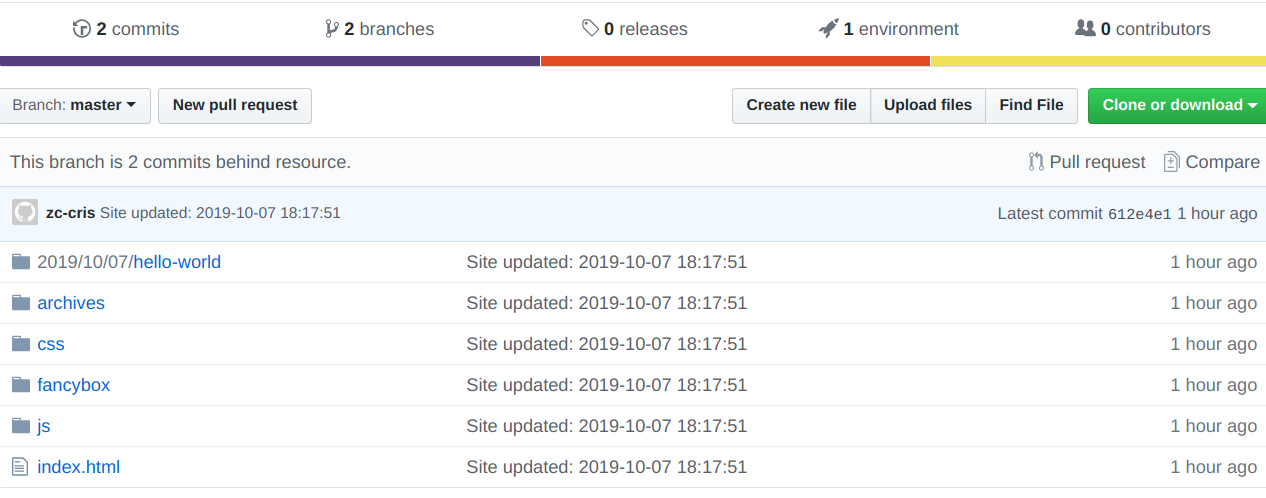 2 commits 2 branches 0 releases 1 environment 0 contributors
Branch: master New pull request Create new file Upload files Find File Clone or download
This branch is 2 commits behind resource. Pull request Compare
zc-cris Site updated: 2019-10-07 18:17:51 Latest commit 612e4e1 1 hour ago
2019/10/07/hello-world Site updated: 2019-10-07 18:17:51 1 hour ago
archives Site updated: 2019-10-07 18:17:51 1 hour ago
css Site updated: 2019-10-07 18:17:51 1 hour ago
fancybox Site updated: 2019-10-07 18:17:51 1 hour ago
js Site updated: 2019-10-07 18:17:51 1 hour ago
index.html Site updated: 2019-10-07 18:17:51 1 hour ago